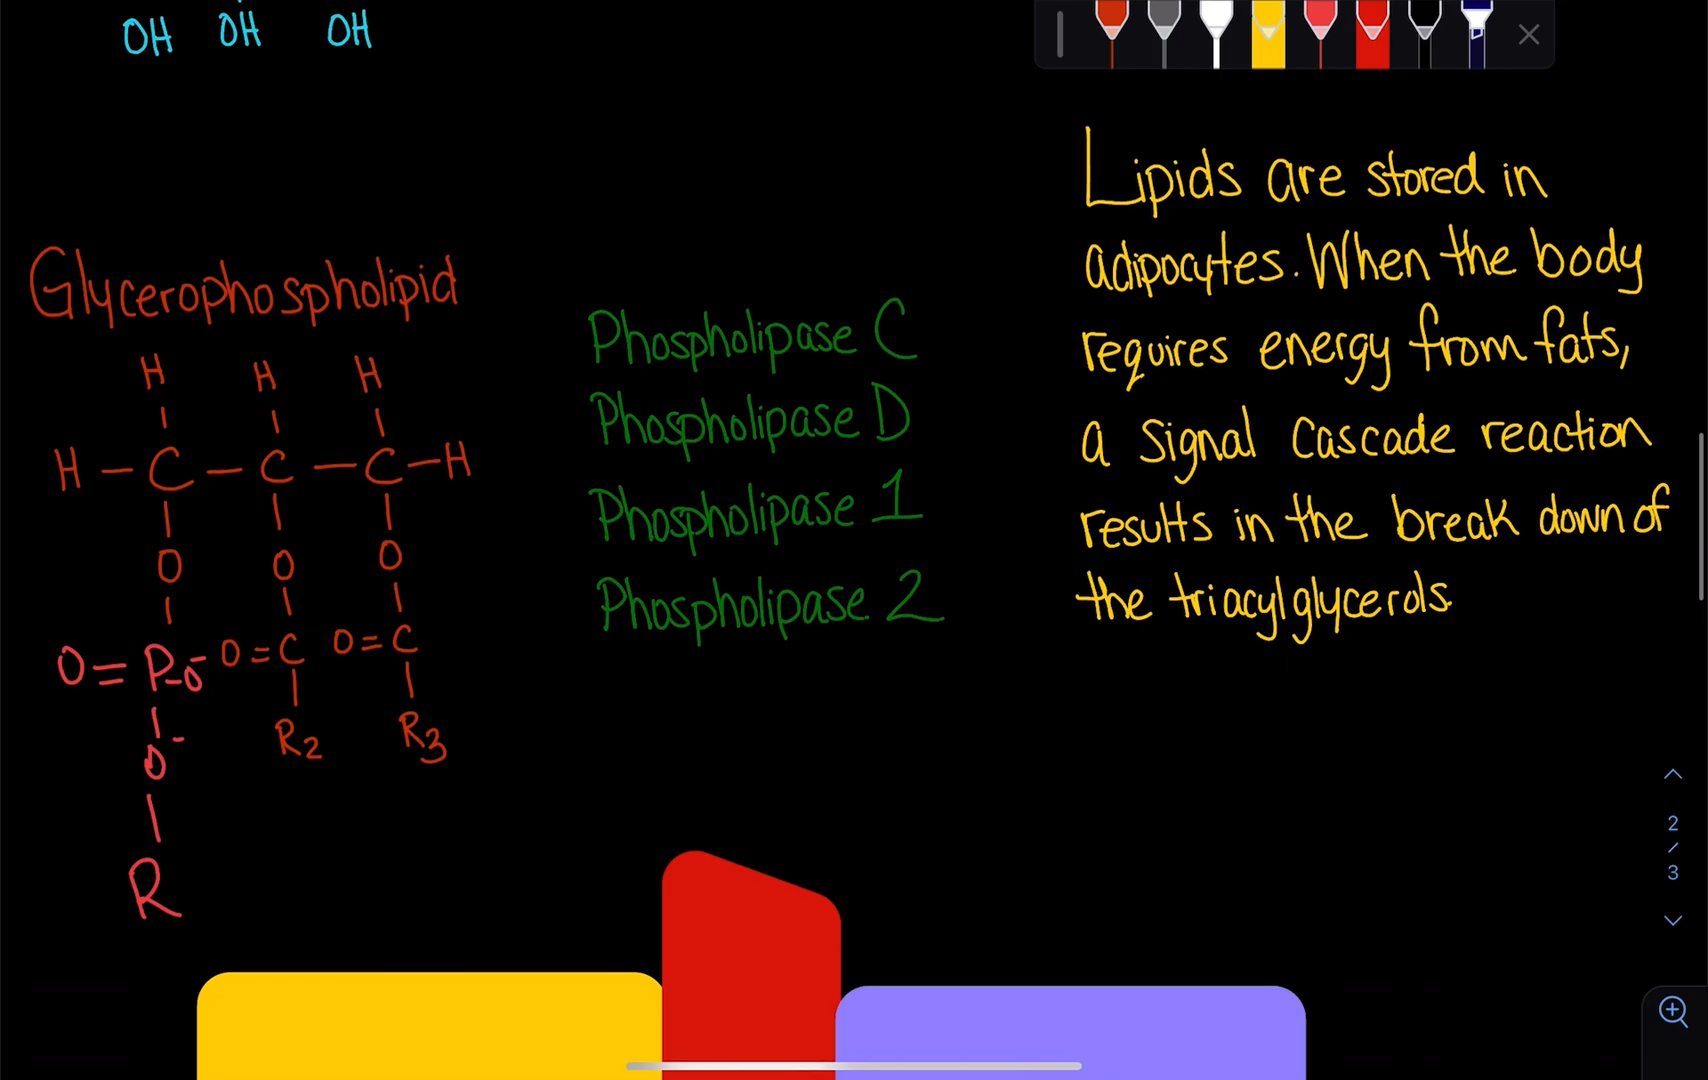 OH OH OH
Glycerophospholipid
H H H
H - C - C - C - H
O O O
O = P - O⁻ O = C O = C
O⁻ R2 R3
R
Phospholipase C
Phospholipase D
Phospholipase 1
Phospholipase 2
Lipids are stored in
adipocytes. When the body
requires energy from fats,
a signal cascade reaction
results in the break down of
the triacylglycerols.
2
/
3